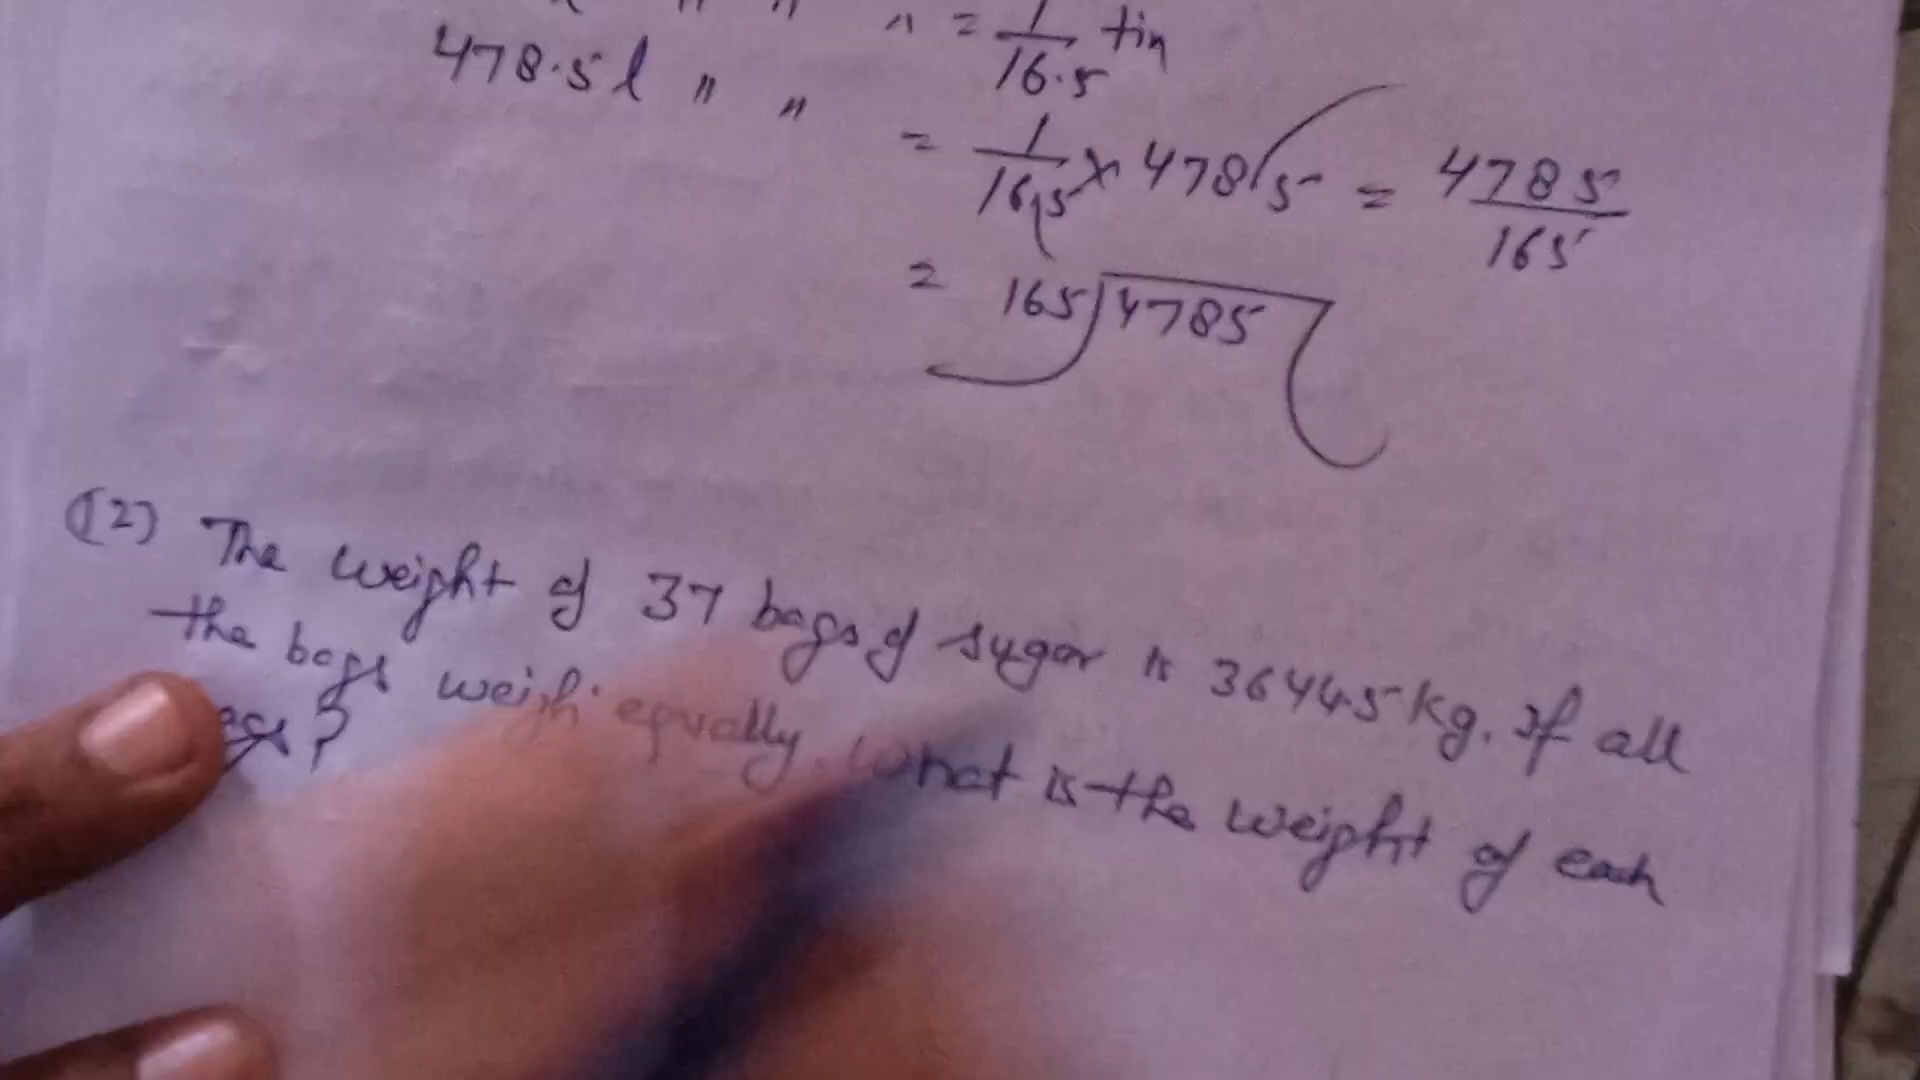 " " " = 1/16.5 tin
478.5 l " "
= 1/16.5 × 478.5 = 4785/165
= 165)4785
(2) The weight of 37 bags of sugar is 3644.5 kg. If all
the bags weigh equally, what is the weight of each
bags?